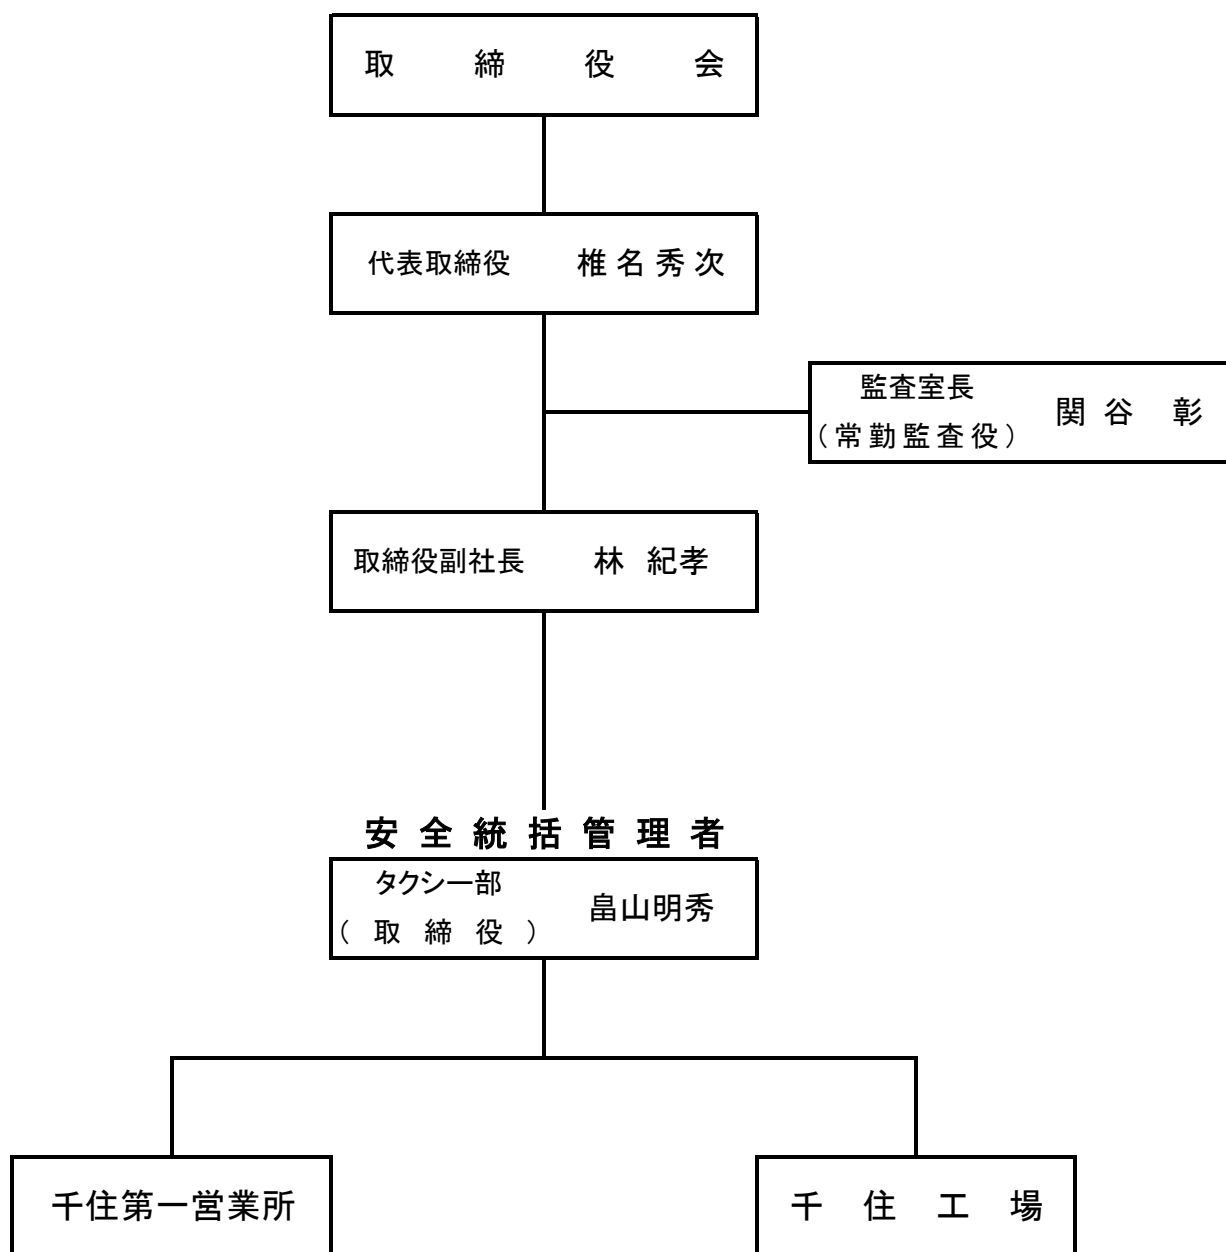 取締役会
代表取締役 椎名秀次
監査室長
(常勤監査役) 関谷 彰
取締役副社長 林 紀孝
安全統括管理者
タクシー部
(取締役) 畠山明秀
千住第一営業所
千住工場